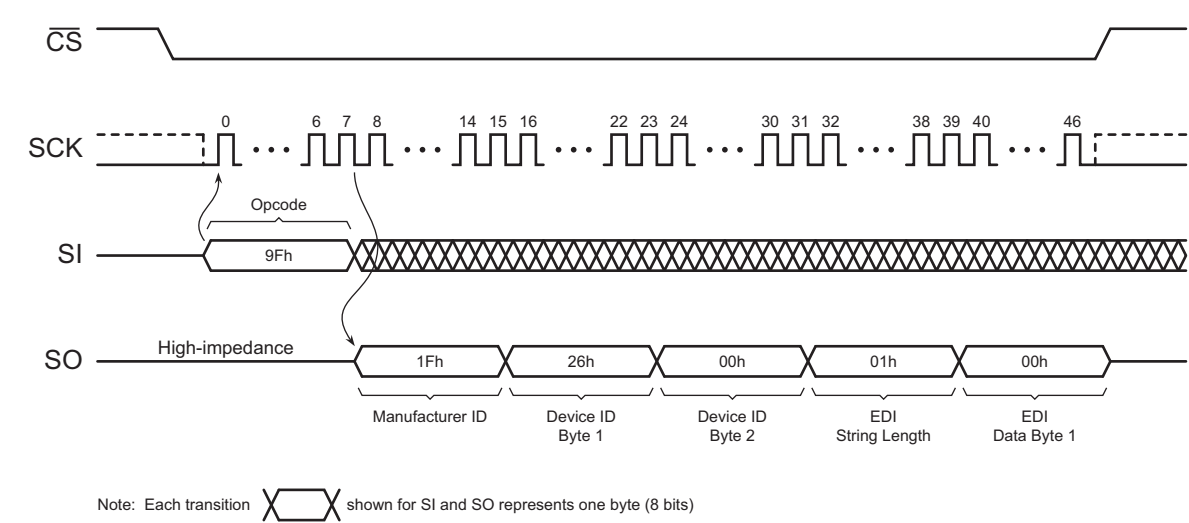 CS
SCK
0 6 7 8 14 15 16 22 23 24 30 31 32 38 39 40 46
Opcode
SI
9Fh
SO
High-impedance
1Fh 26h 00h 01h 00h
Manufacturer ID
Device ID
Byte 1
Device ID
Byte 2
EDI
String Length
EDI
Data Byte 1
Note: Each transition shown for SI and SO represents one byte (8 bits)